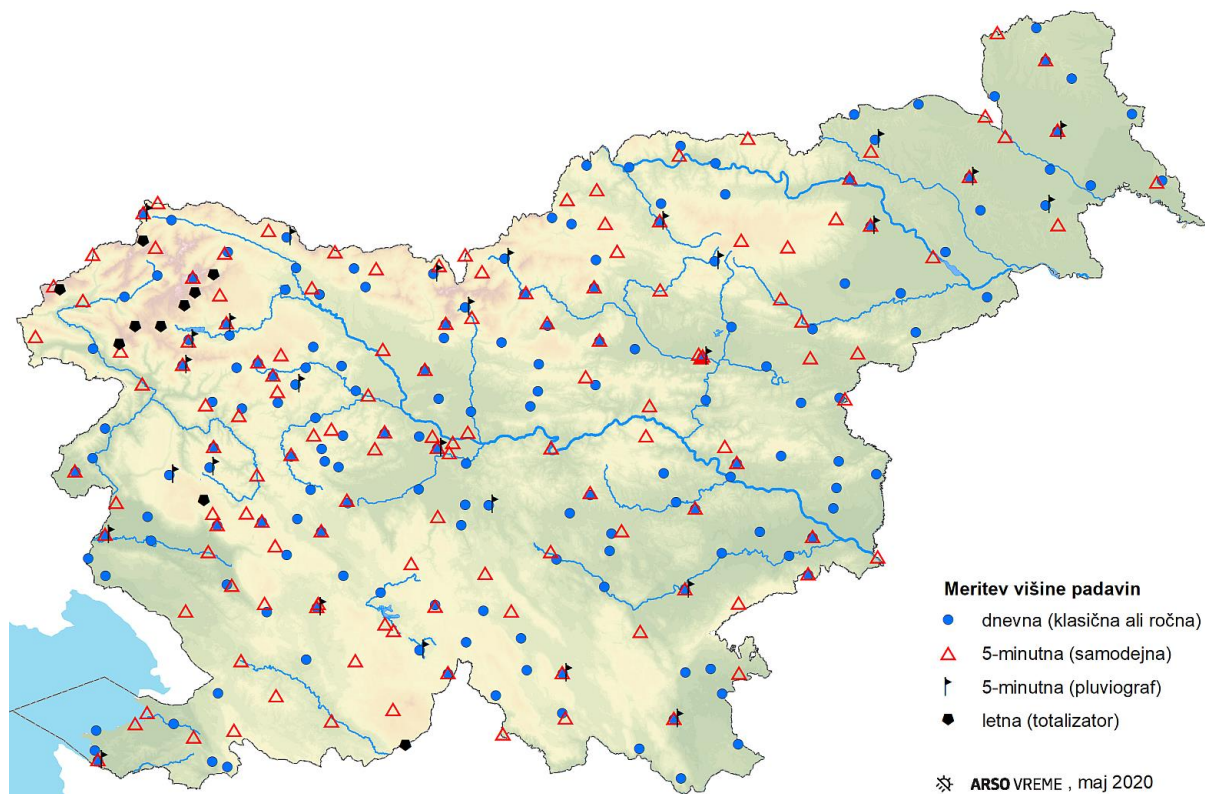 Meritev višine padavin
dnevna (klasična ali ročna)
5-minutna (samodejna)
5-minutna (pluviograf)
letna (totalizator)
ARSO VREME , maj 2020